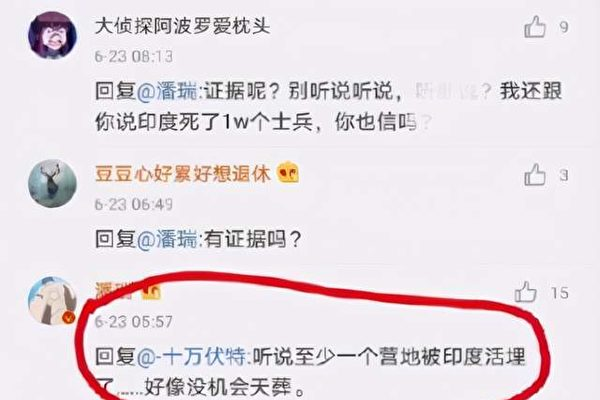 大侦探阿波罗爱枕头
9
6-23 08:13
回复@潘瑞:证据呢？别听说听说，听说？我还跟
你说印度死了1w个士兵，你也信吗？
豆豆心好累好想退休
3
6-23 06:49
回复@潘瑞:有证据吗？
潘瑞
15
6-23 05:57
回复@-十万伏特:听说至少一个营地被印度活埋
了……好像没机会天葬。